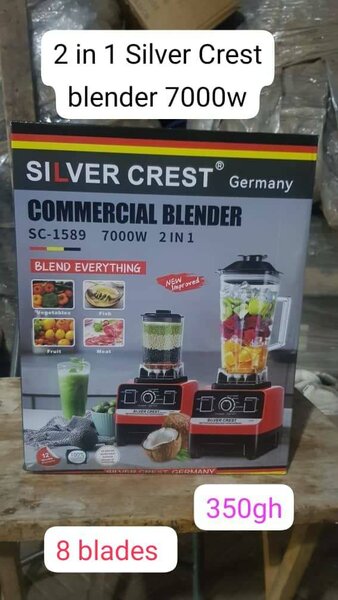 2 in 1 Silver Crest
blender 7000w
SILVER CREST® Germany
COMMERCIAL BLENDER
SC-1589 7000W 2 IN 1
BLEND EVERYTHING
NEW
Improved
Vegetables
Fish
Fruit
Meat
SILVER CREST
SILVER CREST
12
SILVER CREST GERMANY
350gh
8 blades